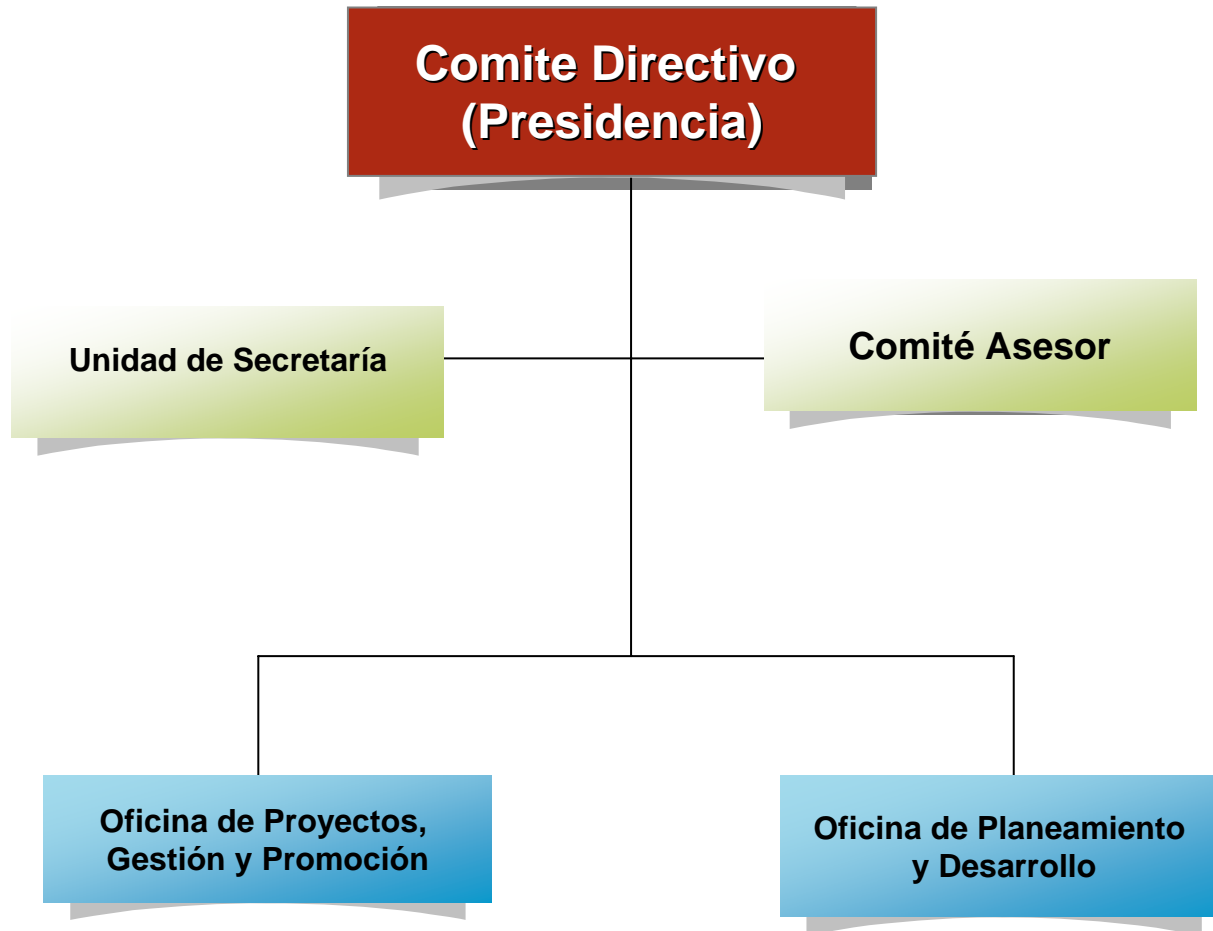 Comite Directivo
(Presidencia)
Unidad de Secretaría
Comité Asesor
Oficina de Proyectos,
Gestión y Promoción
Oficina de Planeamiento
y Desarrollo